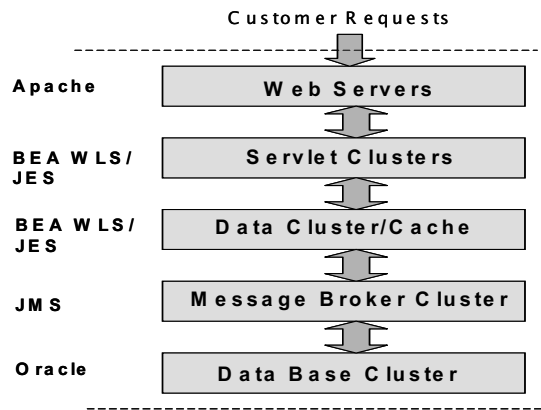 Customer Requests
Apache
Web Servers
BEA WLS/
JES
Servlet Clusters
BEA WLS/
JES
Data Cluster/Cache
JMS
Message Broker Cluster
Oracle
Data Base Cluster